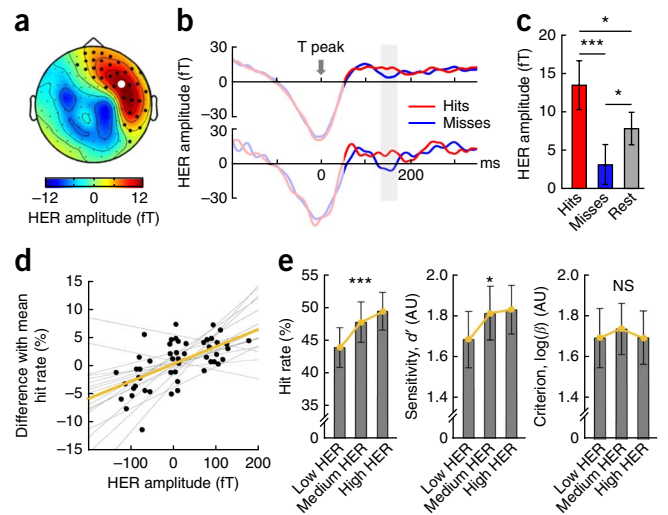 a
−12 0 12
HER amplitude (fT)
b
T peak
HER amplitude (fT)
30
0
−30
30
0
−30
Hits
Misses
0 200
ms
c
*
***
*
HER amplitude (fT)
20
15
10
5
0
Hits
Misses
Rest
d
Difference with mean
hit rate (%)
15
10
5
0
−5
−10
−15
−100 0 100 200
HER amplitude (fT)
e
***
Hit rate (%)
55
50
45
40
35
0
Low HER
Medium HER
High HER
*
Sensitivity, d′ (AU)
2.0
1.8
1.6
1.4
0
Low HER
Medium HER
High HER
NS
Criterion, log(β) (AU)
2.0
1.8
1.6
1.4
0
Low HER
Medium HER
High HER